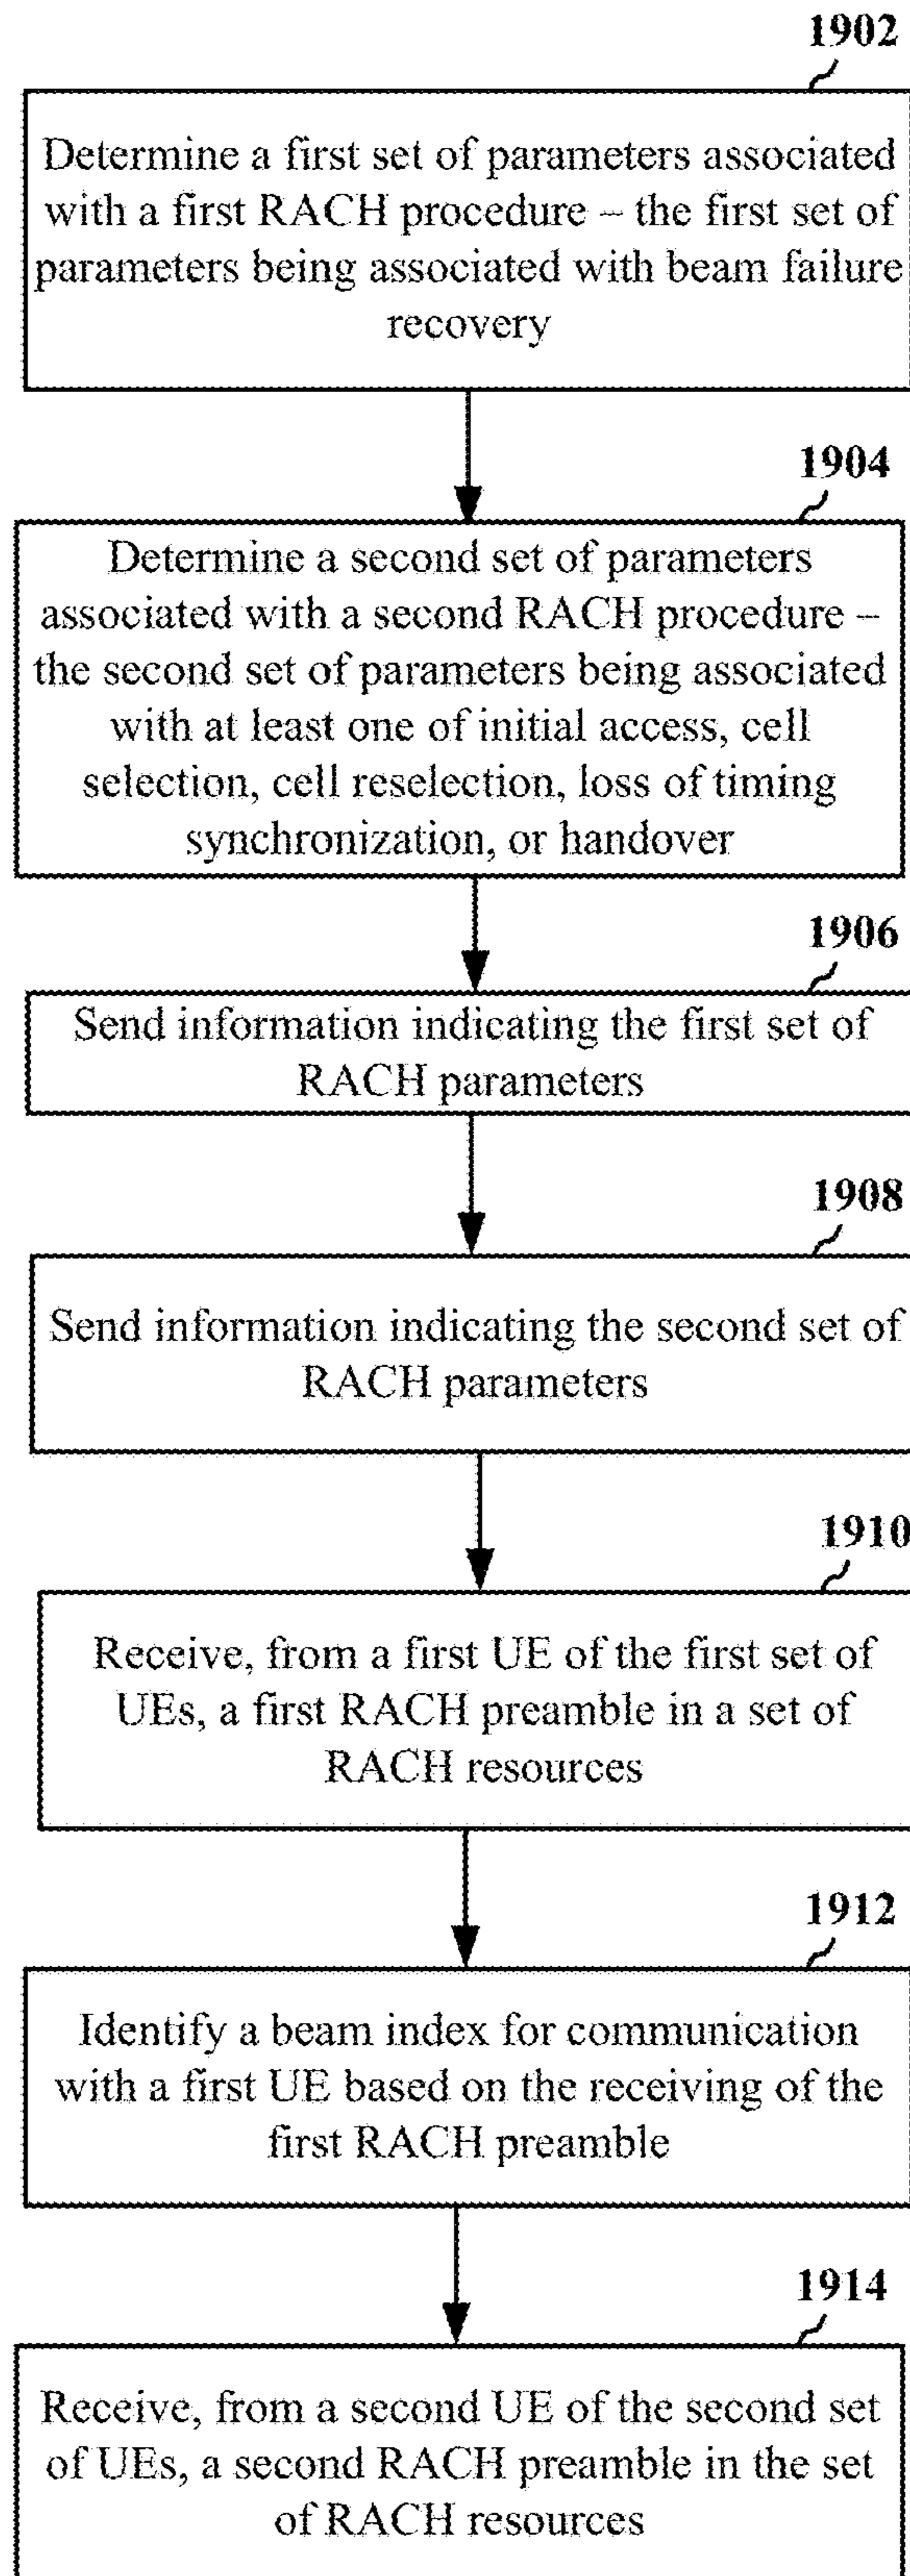 1902
Determine a first set of parameters associated
with a first RACH procedure – the first set of
parameters being associated with beam failure
recovery
1904
Determine a second set of parameters
associated with a second RACH procedure –
the second set of parameters being associated
with at least one of initial access, cell
selection, cell reselection, loss of timing
synchronization, or handover
1906
Send information indicating the first set of
RACH parameters
1908
Send information indicating the second set of
RACH parameters
1910
Receive, from a first UE of the first set of
UEs, a first RACH preamble in a set of
RACH resources
1912
Identify a beam index for communication
with a first UE based on the receiving of the
first RACH preamble
1914
Receive, from a second UE of the second set
of UEs, a second RACH preamble in the set
of RACH resources